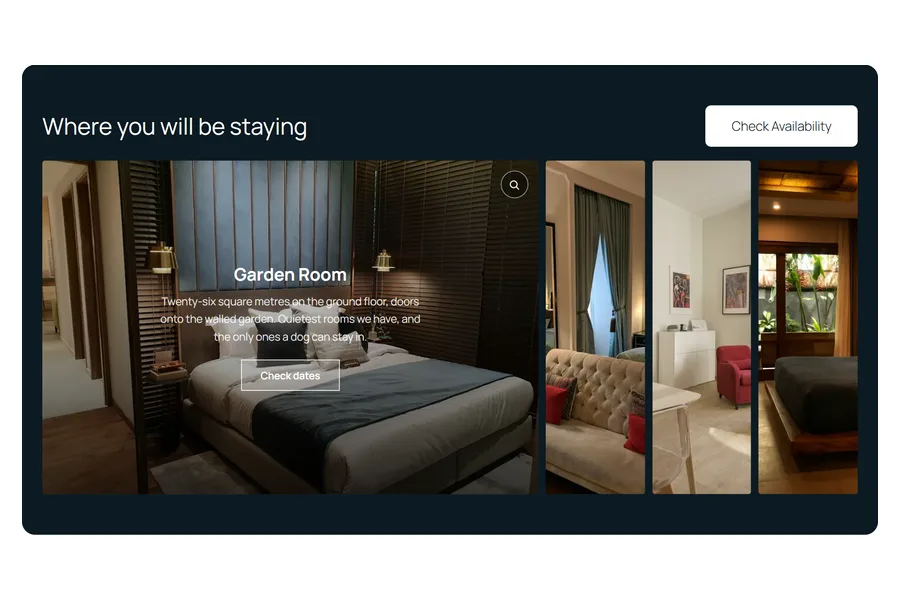 Where you will be staying
Check Availability
Garden Room
Twenty-six square metres on the ground floor, doors
onto the walled garden. Quietest rooms we have, and
the only ones a dog can stay in.
Check dates